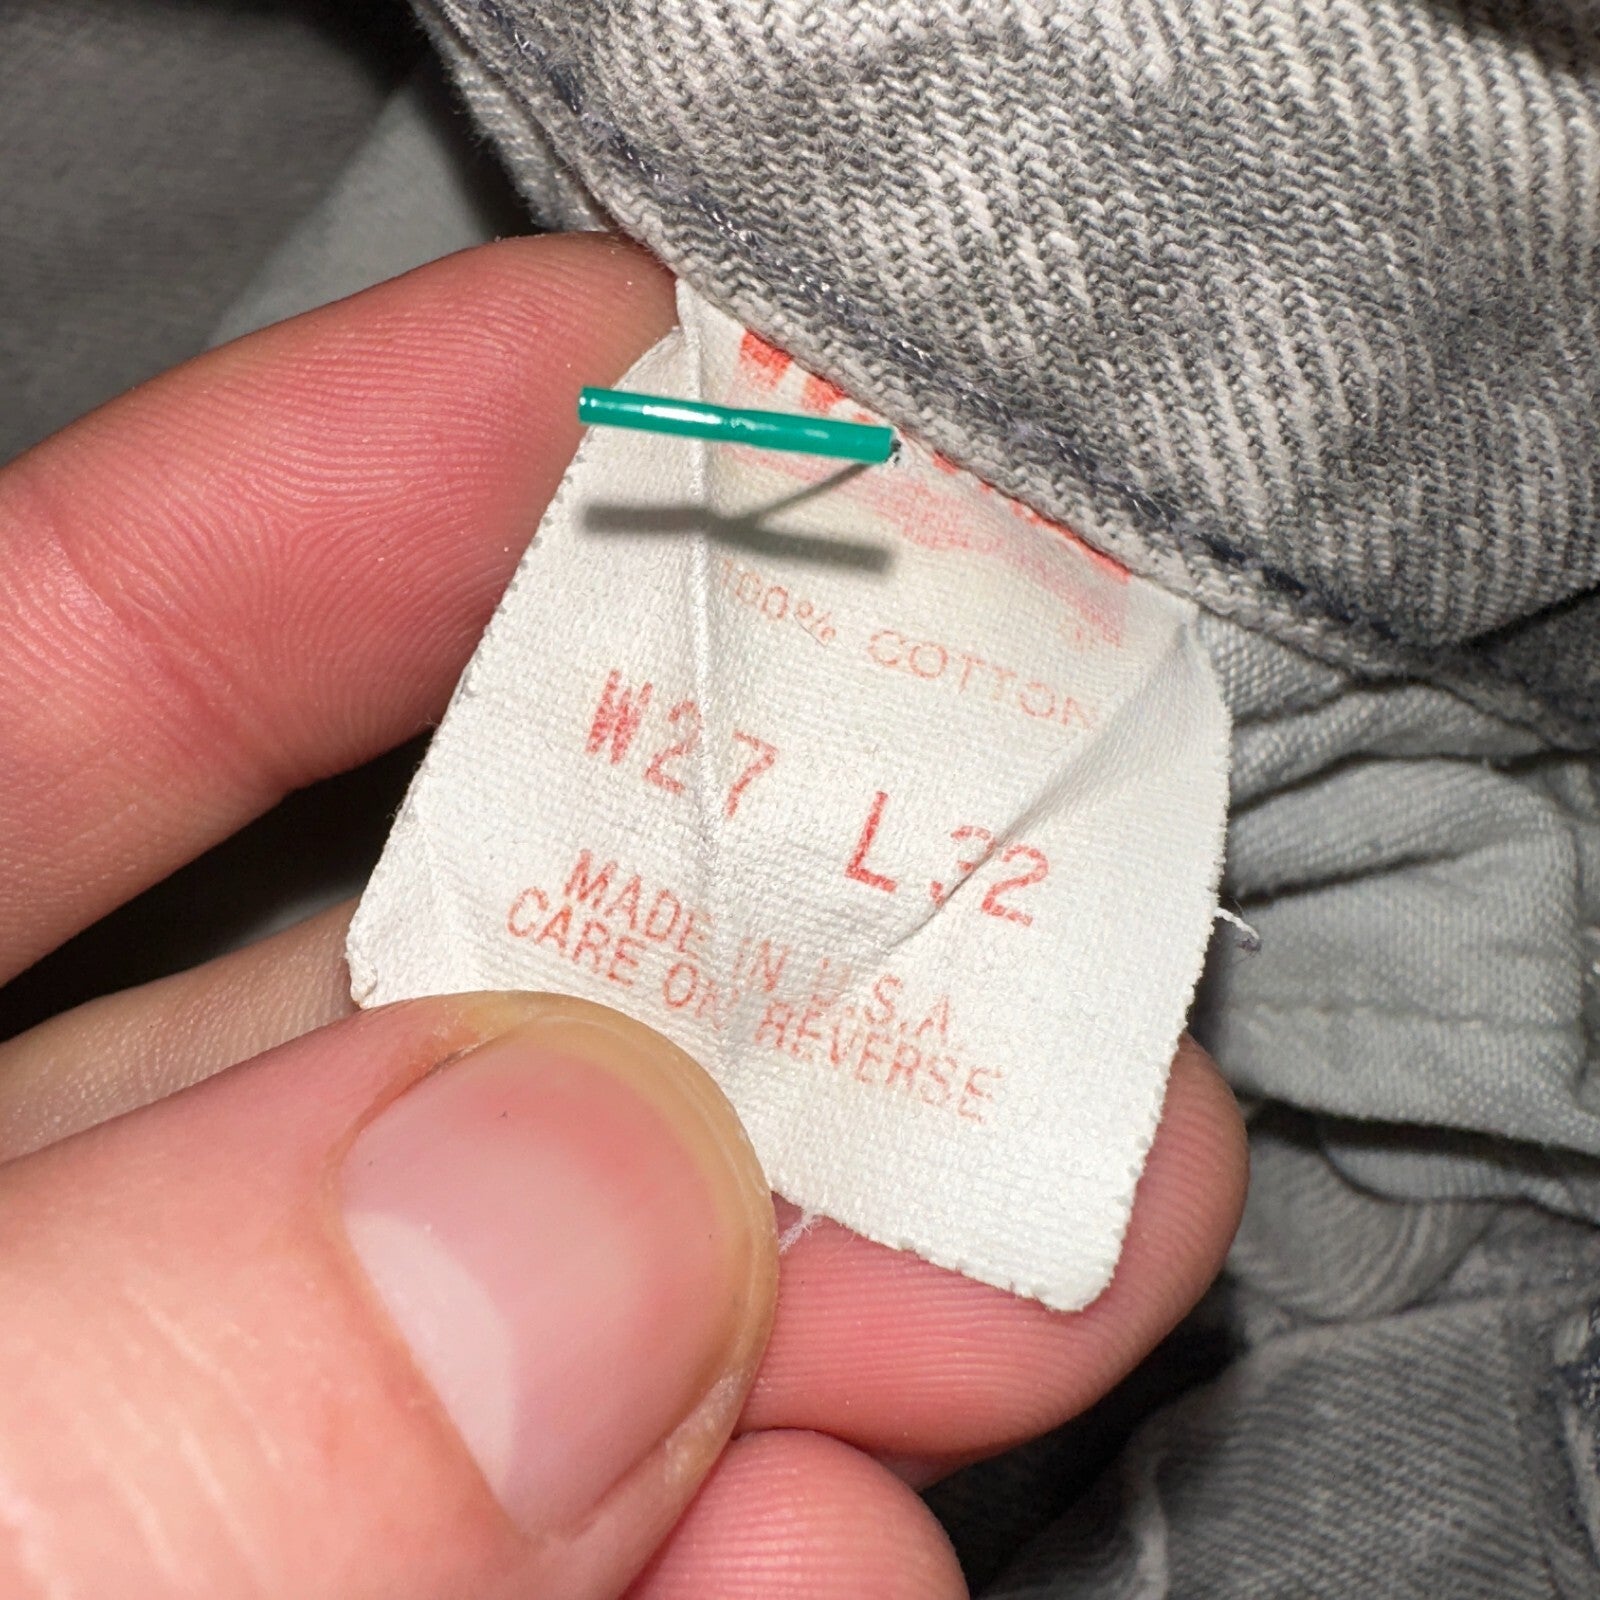 100% COTTON
W27 L32
MADE IN U.S.A.
CARE ON REVERSE